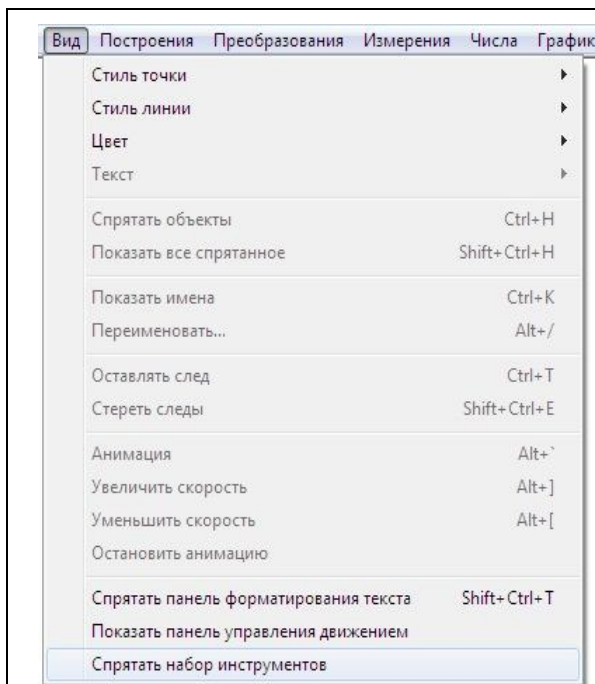 Вид Построения Преобразования Измерения Числа График
Стиль точки
Стиль линии
Цвет
Текст
Спрятать объекты Ctrl+H
Показать все спрятанное Shift+Ctrl+H
Показать имена Ctrl+K
Переименовать... Alt+/
Оставлять след Ctrl+T
Стереть следы Shift+Ctrl+E
Анимация Alt+`
Увеличить скорость Alt+]
Уменьшить скорость Alt+[
Остановить анимацию
Спрятать панель форматирования текста Shift+Ctrl+T
Показать панель управления движением
Спрятать набор инструментов